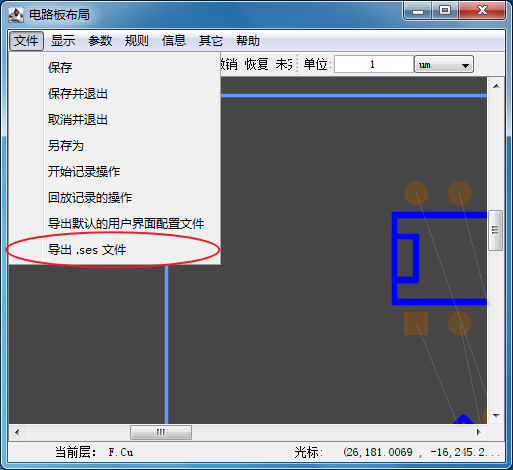 电路板布局
文件 显示 参数 规则 信息 其它 帮助
撤销 恢复 未完 单位: 1 um
保存
保存并退出
取消并退出
另存为
开始记录操作
回放记录的操作
导出默认的用户界面配置文件
导出 .ses 文件
当前层: F.Cu 光标: (26,181.0069 , -16,245.2...